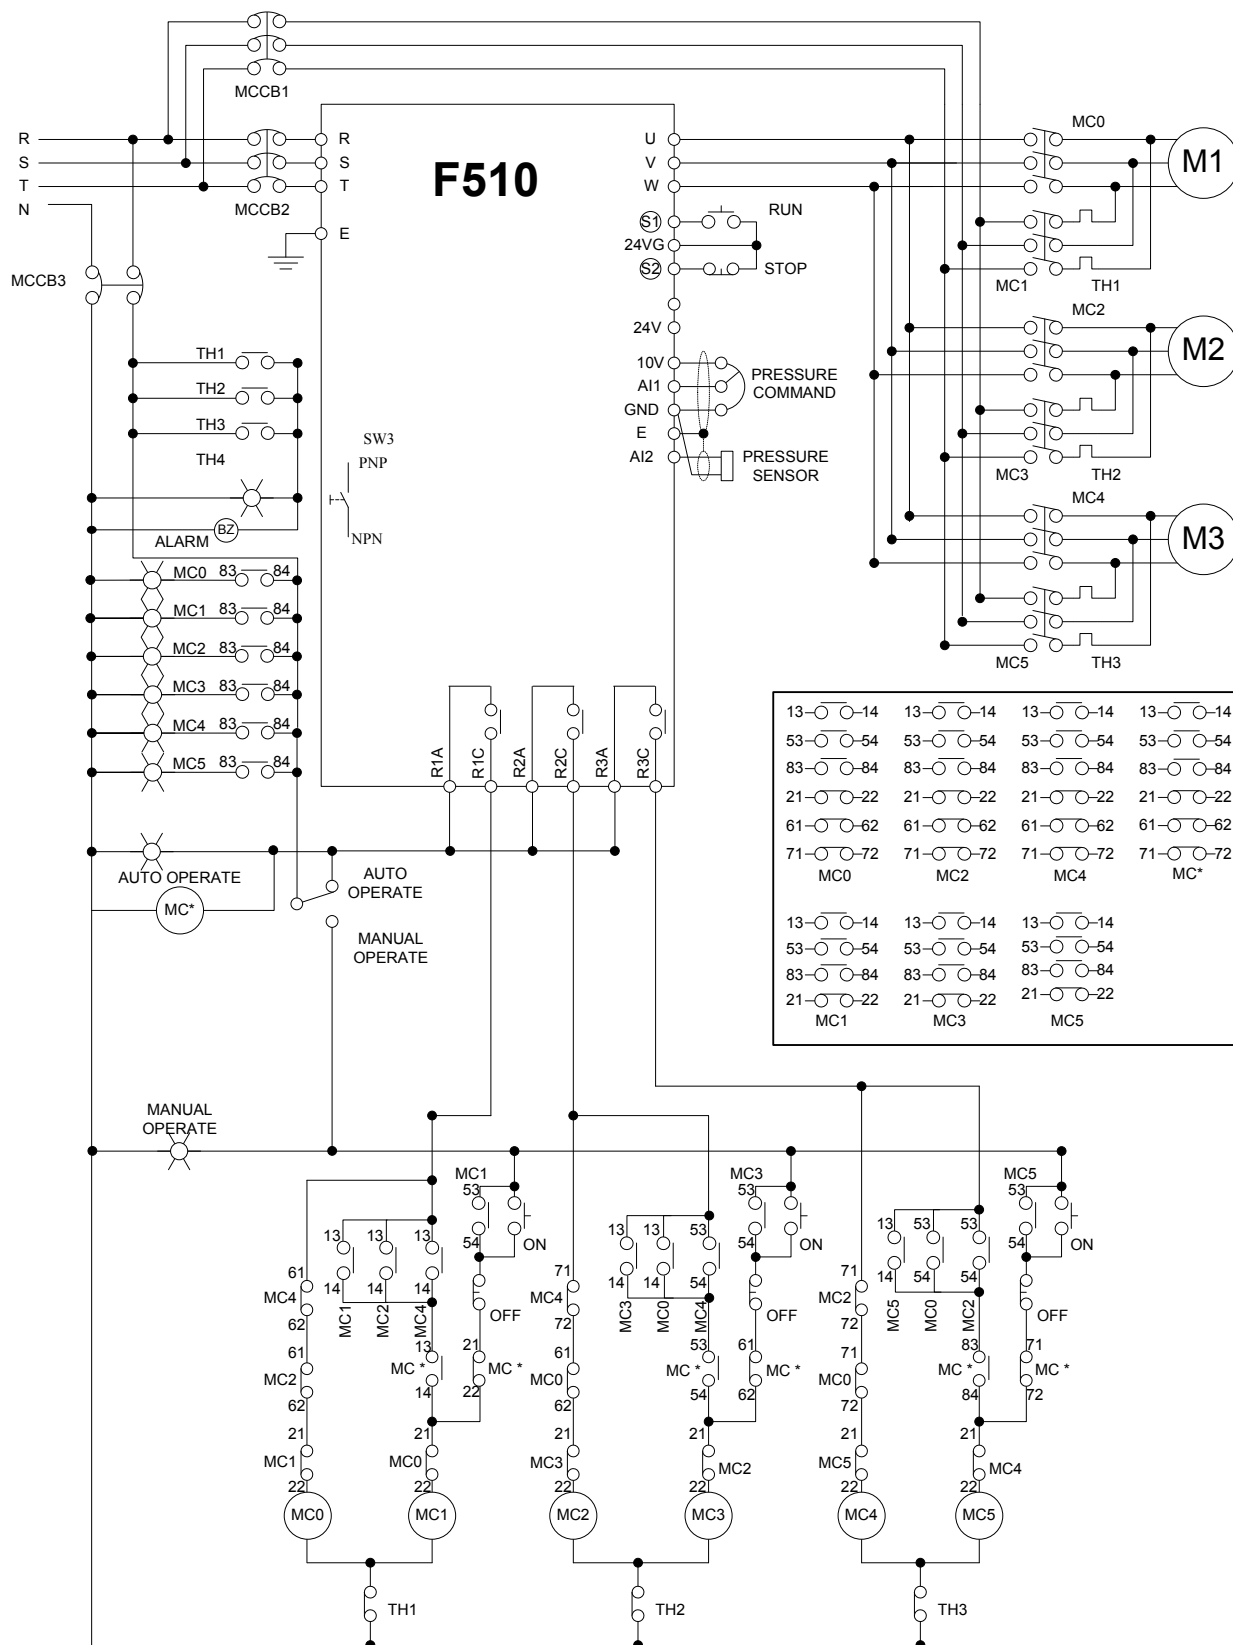 MCCB1
R
S
T
N
MCCB2
R
S
T
E
F510
U
V
W
S1
24VG
S2
RUN
STOP
24V
10V
AI1
GND
E
AI2
PRESSURE
COMMAND
PRESSURE
SENSOR
MC0
M1
MC1
TH1
MC2
M2
MC3
TH2
MC4
M3
MC5
TH3
MCCB3
TH1
TH2
TH3
TH4
SW3
PNP
NPN
ALARM
BZ
MC0 83 84
MC1 83 84
MC2 83 84
MC3 83 84
MC4 83 84
MC5 83 84
R1A
R1C
R2A
R2C
R3A
R3C
AUTO OPERATE
MC*
AUTO
OPERATE
MANUAL
OPERATE
13 14 13 14 13 14 13 14
53 54 53 54 53 54 53 54
83 84 83 84 83 84 83 84
21 22 21 22 21 22 21 22
61 62 61 62 61 62 61 62
71 72 71 72 71 72 71 72
MC0 MC2 MC4 MC*
13 14 13 14 13 14
53 54 53 54 53 54
83 84 83 84 83 84
21 22 21 22 21 22
MC1 MC3 MC5
MANUAL
OPERATE
61
MC4
62
61
MC2
62
21
MC1
22
MC0
13
14
MC1
13
14
MC2
13
14
MC4
13
MC *
14
21
MC0
22
MC1
MC1
53
54
ON
OFF
21
MC *
22
TH1
71
MC4
72
61
MC0
62
21
MC3
22
MC2
13
14
MC3
13
14
MC0
53
54
MC4
53
MC *
54
21
MC2
22
MC3
MC3
53
54
ON
OFF
61
MC *
62
TH2
71
MC2
72
71
MC0
72
21
MC5
22
MC4
13
14
MC5
53
54
MC0
53
54
MC2
83
MC *
84
21
MC4
22
MC5
MC5
53
54
ON
OFF
71
MC *
72
TH3